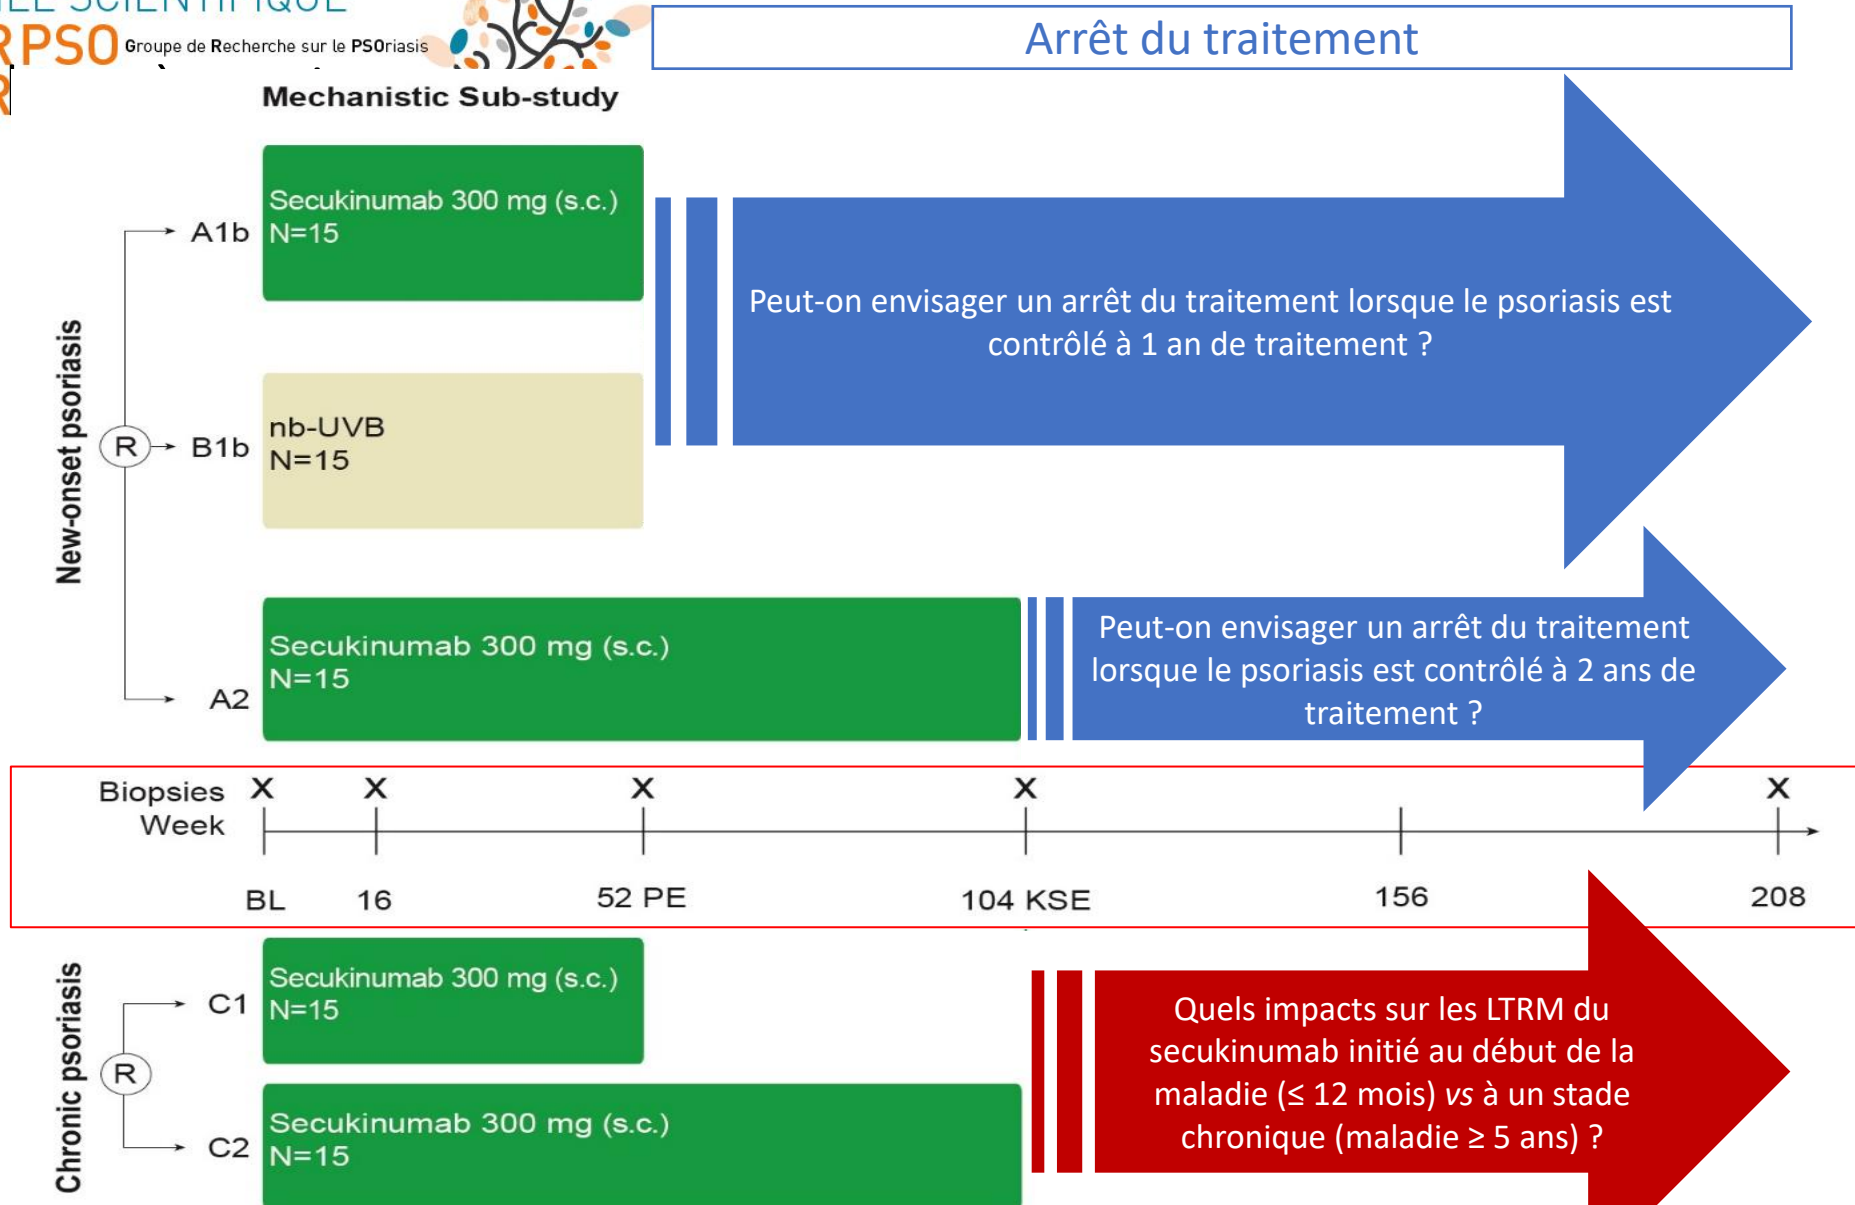 SCIENTIFIQUE
RPSO Groupe de Recherche sur le PSOriasis
R
Arrêt du traitement
Mechanistic Sub-study
New-onset psoriasis
R
A1b
Secukinumab 300 mg (s.c.)
N=15
B1b
nb-UVB
N=15
A2
Secukinumab 300 mg (s.c.)
N=15
Peut-on envisager un arrêt du traitement lorsque le psoriasis est
contrôlé à 1 an de traitement ?
Peut-on envisager un arrêt du traitement
lorsque le psoriasis est contrôlé à 2 ans de
traitement ?
Biopsies X X X X X
Week
BL 16 52 PE 104 KSE 156 208
Chronic psoriasis
R
C1
Secukinumab 300 mg (s.c.)
N=15
C2
Secukinumab 300 mg (s.c.)
N=15
Quels impacts sur les LTRM du
secukinumab initié au début de la
maladie (≤ 12 mois) vs à un stade
chronique (maladie ≥ 5 ans) ?